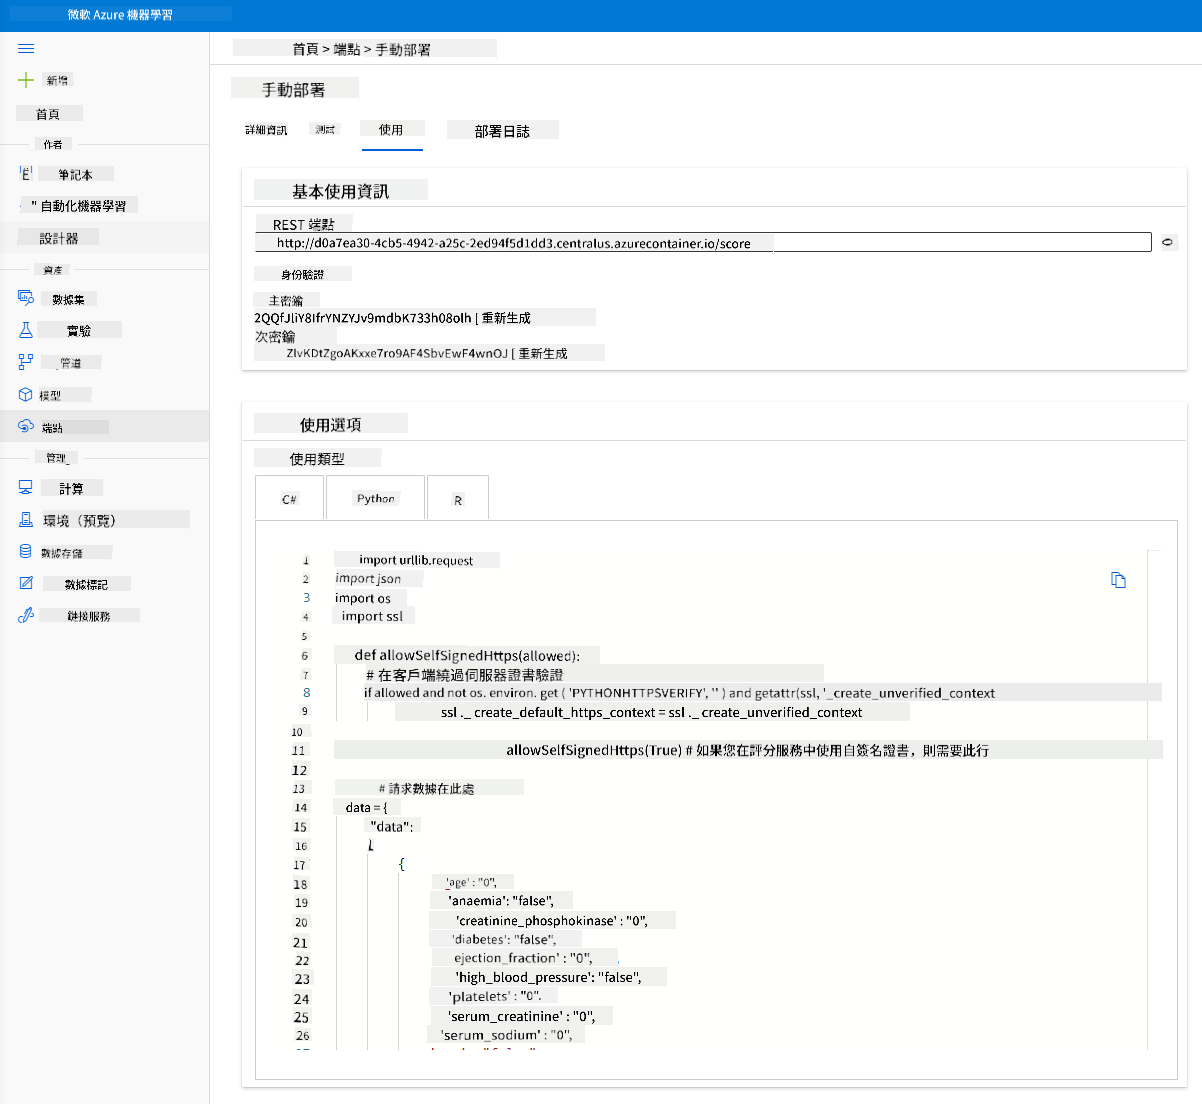 微軟 Azure 機器學習
首頁 > 端點 > 手動部署
新增
首頁
作者
筆記本
" 自動化機器學習
設計器
資產
數據集
實驗
管道
模型
端點
管理
計算
環境（預覽）
數據存儲
數據標記
鏈接服務
手動部署
詳細資訊 測試 使用 部署日誌
基本使用資訊
REST 端點
http://d0a7ea30-4cb5-4942-a25c-2ed94f5d1dd3.centralus.azurecontainer.io/score
身份驗證
主密鑰
2QQfJliY8IfrYNZYJv9mdbK733h08olh [ 重新生成
次密鑰
ZlvKDtZgoAKxxe7ro9AF4SbvEwF4wnOJ [ 重新生成
使用選項
使用類型
C# Python R
1 import urllib.request
2 import json
3 import os
4 import ssl
5
6 def allowSelfSignedHttps(allowed):
7 # 在客戶端繞過伺服器證書驗證
8 if allowed and not os. environ. get ( 'PYTHONHTTPSVERIFY', '' ) and getattr(ssl, '_create_unverified_context
9 ssl ._ create_default_https_context = ssl ._ create_unverified_context
10
11 allowSelfSignedHttps(True) # 如果您在評分服務中使用自簽名證書，則需要此行
12
13 # 請求數據在此處
14 data = {
15 "data":
16 [
17 {
18 'age' : "0",
19 'anaemia': "false",
20 'creatinine_phosphokinase' : "0",
21 'diabetes': "false",
22 ejection_fraction' : "0",
23 'high_blood_pressure': "false",
24 'platelets' : "0".
25 'serum_creatinine' : "0",
26 'serum_sodium' : "0",